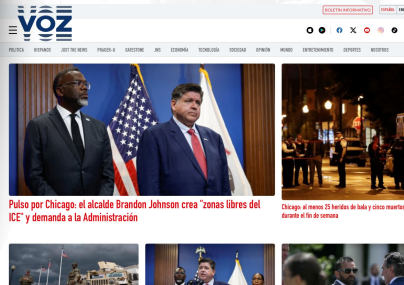 VOZ
BOLETÍN INFORMATIVO
ESPAÑOL
POLÍTICA HISPANOS JUST THE NEWS PRAGER-U GATESTONE JNS ECONOMÍA TECNOLOGÍA SOCIEDAD OPINIÓN MUNDO ENTRETENIMIENTO DEPORTES NOSOTROS
Pulso por Chicago: el alcalde Brandon Johnson crea "zonas libres del
ICE" y demanda a la Administración
Chicago: al menos 25 heridos de bala y cinco muertos
durante el fin de semana